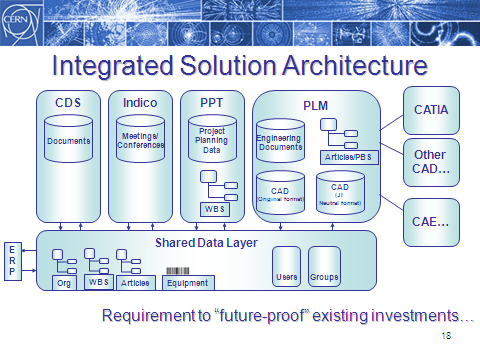 CERN
Integrated Solution Architecture
CDS
Documents
Indico
Meetings/
Conferences
PPT
Project
Planning
Data
WBS
PLM
Engineering
Documents
Articles/PBS
CAD
(Original format)
CAD
(JT
Neutral format)
CATIA
Other
CAD…
CAE…
E
R
P
Shared Data Layer
Org
WBS
Articles
Equipment
Users
Groups
Requirement to “future-proof” existing investments…
18